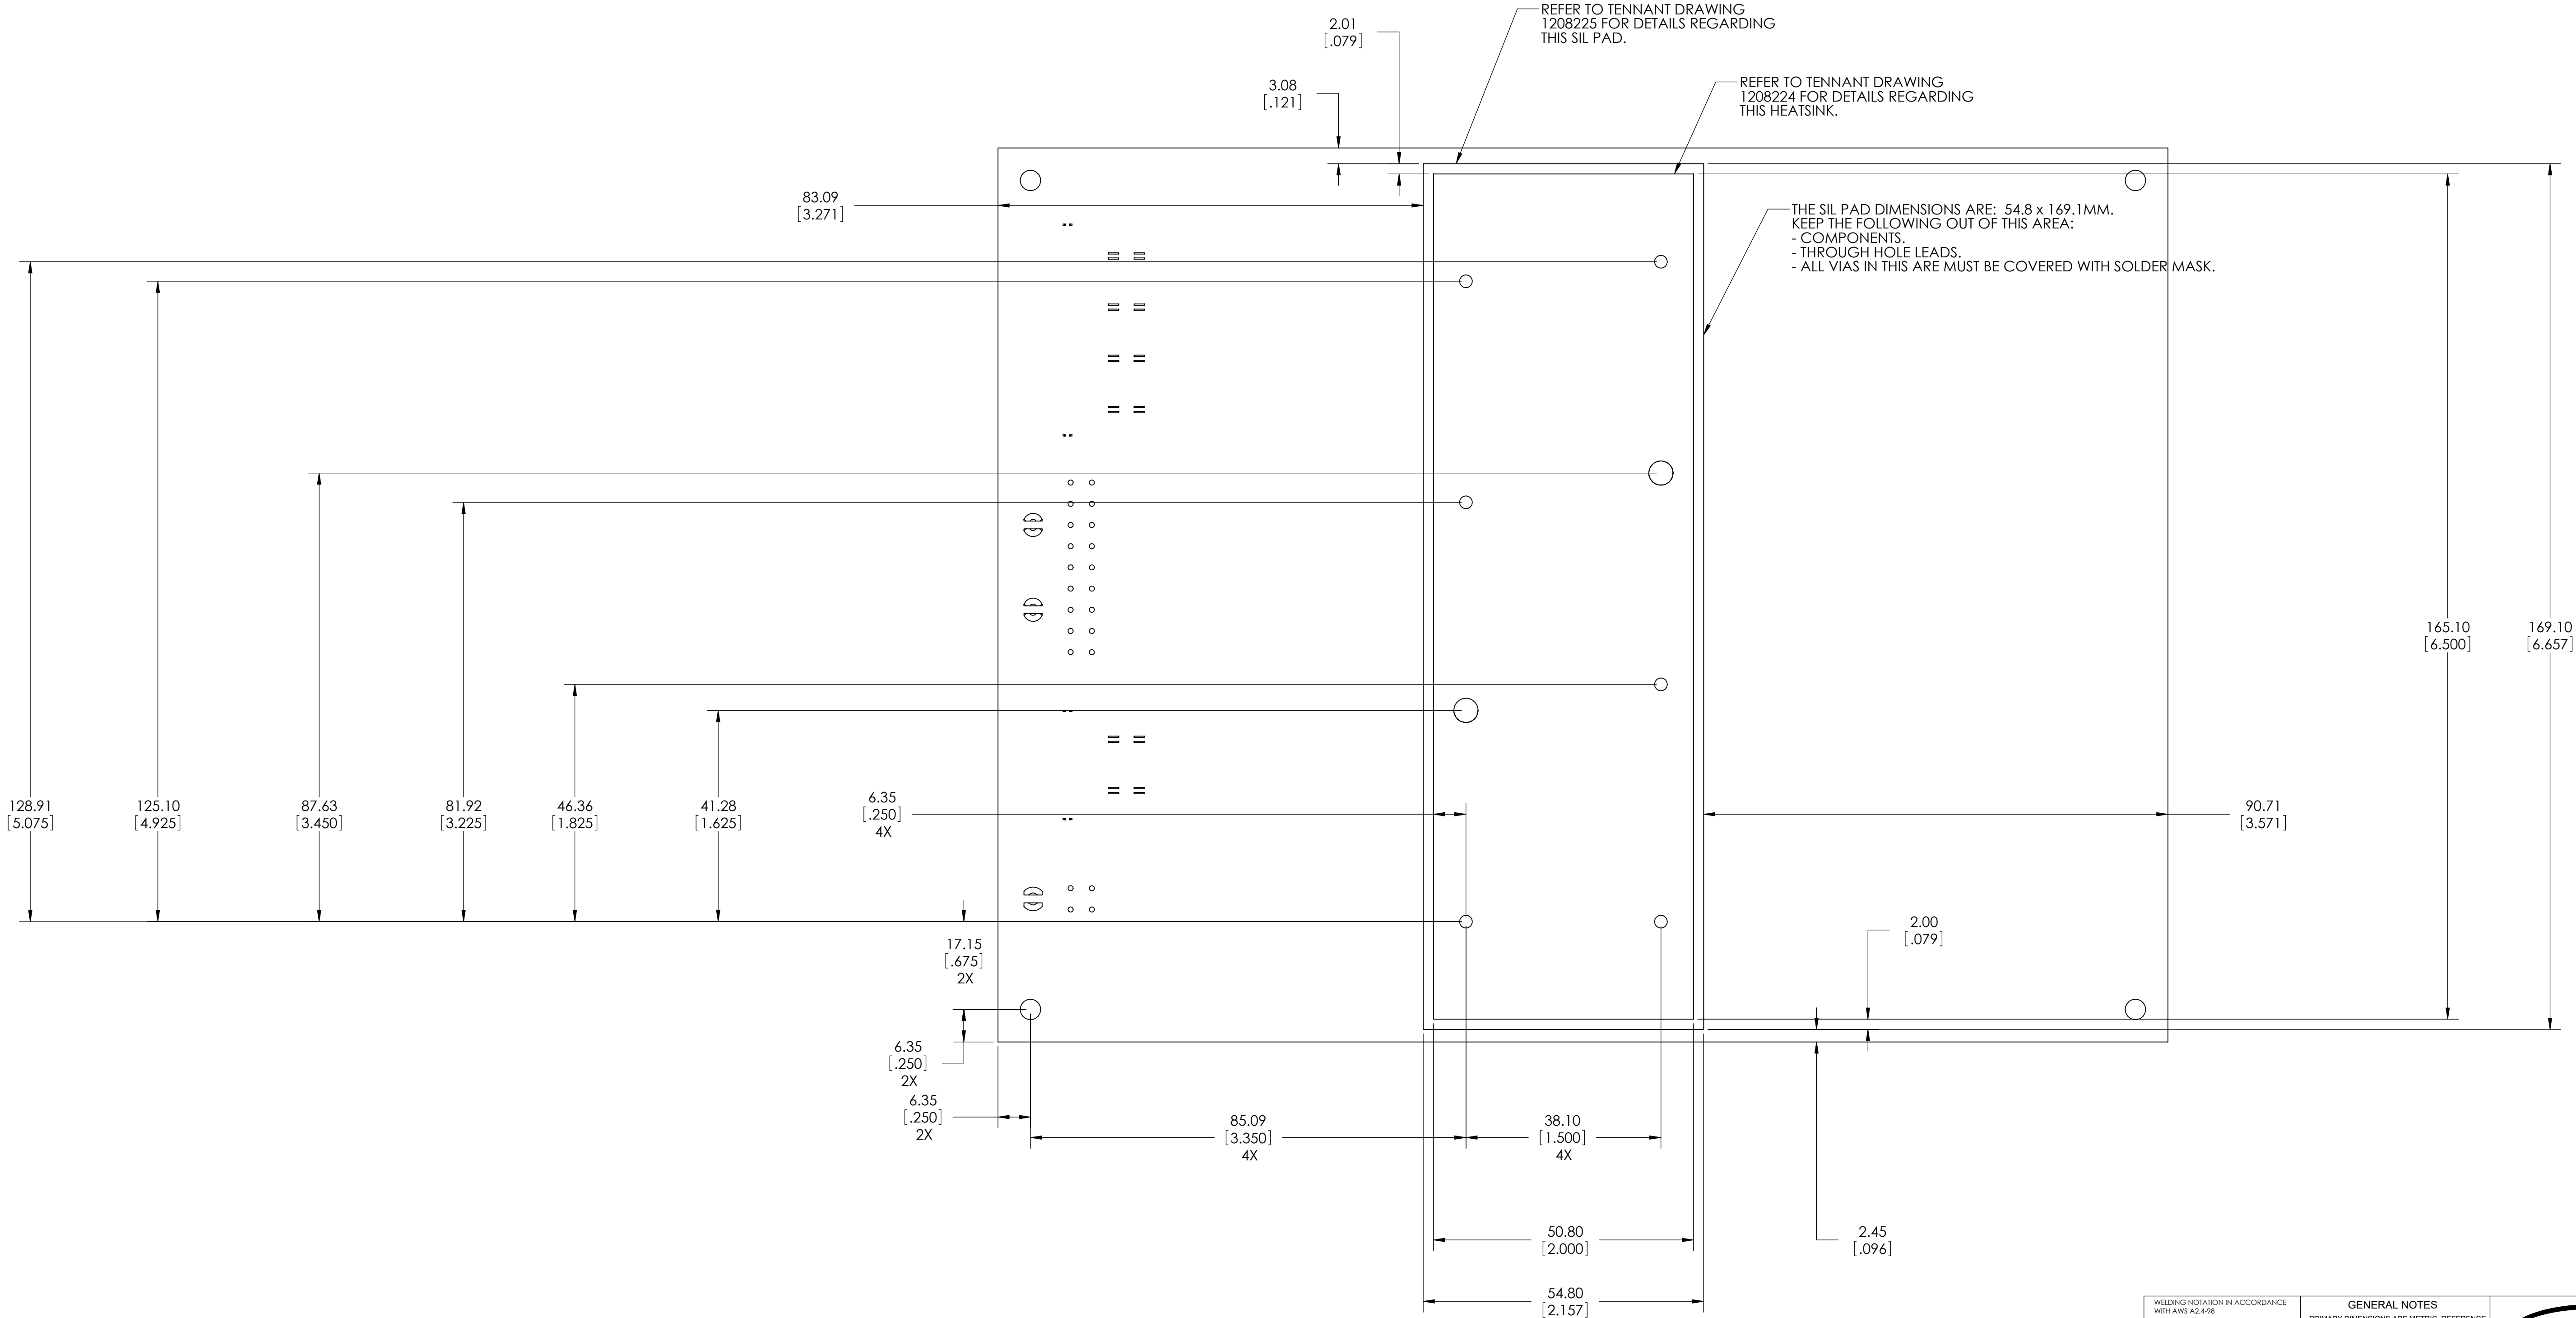 REFER TO TENNANT DRAWING
1208225 FOR DETAILS REGARDING
THIS SIL PAD.
2.01
[.079]
REFER TO TENNANT DRAWING
1208224 FOR DETAILS REGARDING
THIS HEATSINK.
3.08
[.121]
83.09
[3.271]
THE SIL PAD DIMENSIONS ARE: 54.8 x 169.1MM.
KEEP THE FOLLOWING OUT OF THIS AREA:
- COMPONENTS.
- THROUGH HOLE LEADS.
- ALL VIAS IN THIS ARE MUST BE COVERED WITH SOLDER MASK.
165.10
[6.500]
169.10
[6.657]
128.91
[5.075]
125.10
[4.925]
87.63
[3.450]
81.92
[3.225]
46.36
[1.825]
41.28
[1.625]
6.35
[.250]
4X
90.71
[3.571]
17.15
[.675]
2X
2.00
[.079]
6.35
[.250]
2X
6.35
[.250]
2X
85.09
[3.350]
4X
38.10
[1.500]
4X
50.80
[2.000]
2.45
[.096]
54.80
[2.157]
WELDING NOTATION IN ACCORDANCE
WITH AWS A2.4-98
GENERAL NOTES
PRIMARY DIMENSIONS ARE METRIC. REFERENCE